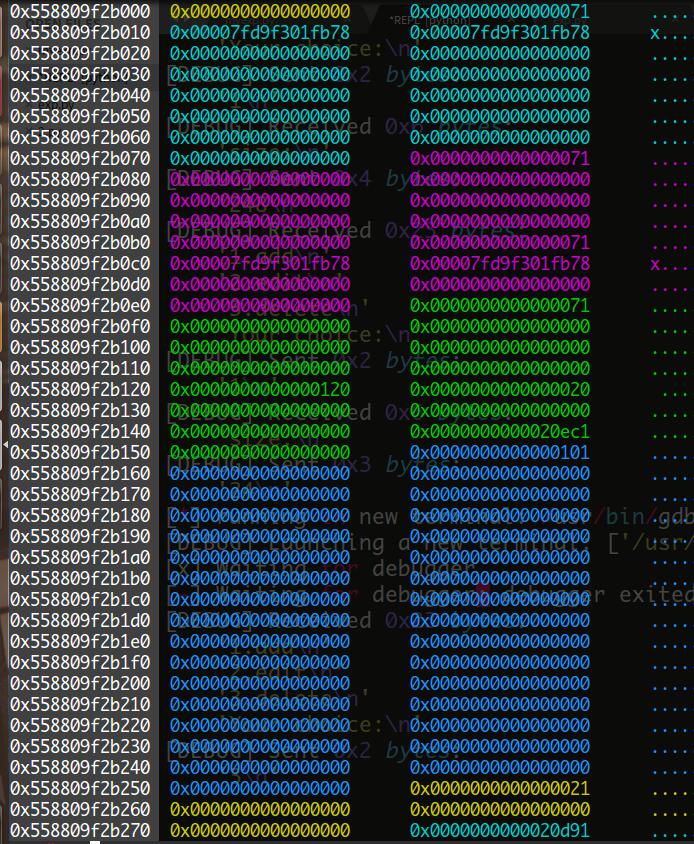 0x558809f2b000 0x0000000000000000 0x0000000000000071 ....
0x558809f2b010 0x00007fd9f301fb78 0x00007fd9f301fb78 x....
0x558809f2b020 0x0000000000000000 0x0000000000000000 ....
0x558809f2b030 0x0000000000000000 0x0000000000000000 ....
0x558809f2b040 0x0000000000000000 0x0000000000000000 ....
0x558809f2b050 0x0000000000000000 0x0000000000000000 ....
0x558809f2b060 0x0000000000000000 0x0000000000000000 ....
0x558809f2b070 0x0000000000000000 0x0000000000000071 ....
0x558809f2b080 0x0000000000000000 0x0000000000000000 ....
0x558809f2b090 0x0000000000000000 0x0000000000000000 ....
0x558809f2b0a0 0x0000000000000000 0x0000000000000000 ....
0x558809f2b0b0 0x0000000000000000 0x0000000000000071 ....
0x558809f2b0c0 0x00007fd9f301fb78 0x00007fd9f301fb78 x....
0x558809f2b0d0 0x0000000000000000 0x0000000000000000 ....
0x558809f2b0e0 0x0000000000000000 0x0000000000000071 ....
0x558809f2b0f0 0x0000000000000000 0x0000000000000000 ....
0x558809f2b100 0x0000000000000000 0x0000000000000000 ....
0x558809f2b110 0x0000000000000000 0x0000000000000000 ....
0x558809f2b120 0x0000000000000120 0x0000000000000020 ....
0x558809f2b130 0x0000000000000000 0x0000000000000000 ....
0x558809f2b140 0x0000000000000000 0x0000000000020ec1 ....
0x558809f2b150 0x0000000000000000 0x0000000000000101 ....
0x558809f2b160 0x0000000000000000 0x0000000000000000 ....
0x558809f2b170 0x0000000000000000 0x0000000000000000 ....
0x558809f2b180 0x0000000000000000 0x0000000000000000 ....
0x558809f2b190 0x0000000000000000 0x0000000000000000 ....
0x558809f2b1a0 0x0000000000000000 0x0000000000000000 ....
0x558809f2b1b0 0x0000000000000000 0x0000000000000000 ....
0x558809f2b1c0 0x0000000000000000 0x0000000000000000 ....
0x558809f2b1d0 0x0000000000000000 0x0000000000000000 ....
0x558809f2b1e0 0x0000000000000000 0x0000000000000000 ....
0x558809f2b1f0 0x0000000000000000 0x0000000000000000 ....
0x558809f2b200 0x0000000000000000 0x0000000000000000 ....
0x558809f2b210 0x0000000000000000 0x0000000000000000 ....
0x558809f2b220 0x0000000000000000 0x0000000000000000 ....
0x558809f2b230 0x0000000000000000 0x0000000000000000 ....
0x558809f2b240 0x0000000000000000 0x0000000000000000 ....
0x558809f2b250 0x0000000000000000 0x0000000000000021 ....
0x558809f2b260 0x0000000000000000 0x0000000000000000 ....
0x558809f2b270 0x0000000000000000 0x0000000000020d91 ....